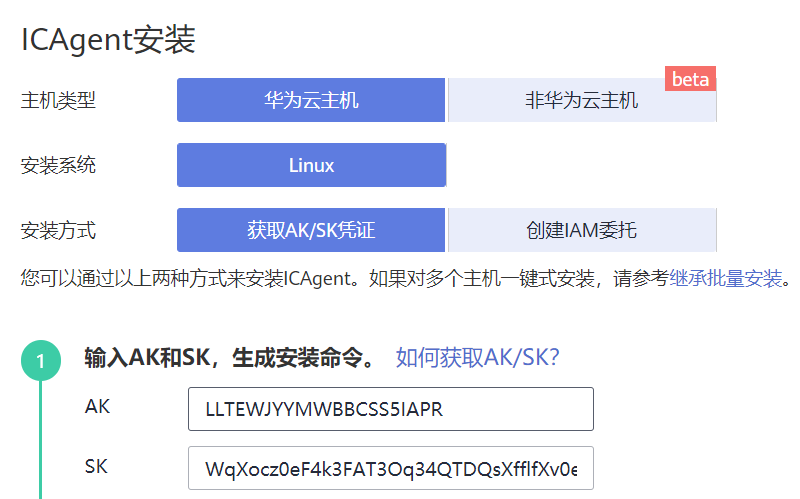 ICAgent安装
beta
主机类型 华为云主机 非华为云主机
安装系统 Linux
安装方式 获取AK/SK凭证 创建IAM委托
您可以通过以上两种方式来安装ICAgent。如果对多个主机一键式安装，请参考继承批量安装。
1 输入AK和SK，生成安装命令。 如何获取AK/SK?
AK LLTEWJYYMWBBCSS5IAPR
SK WqXocz0eF4k3FAT3Oq34QTDQsXfflfXv0e